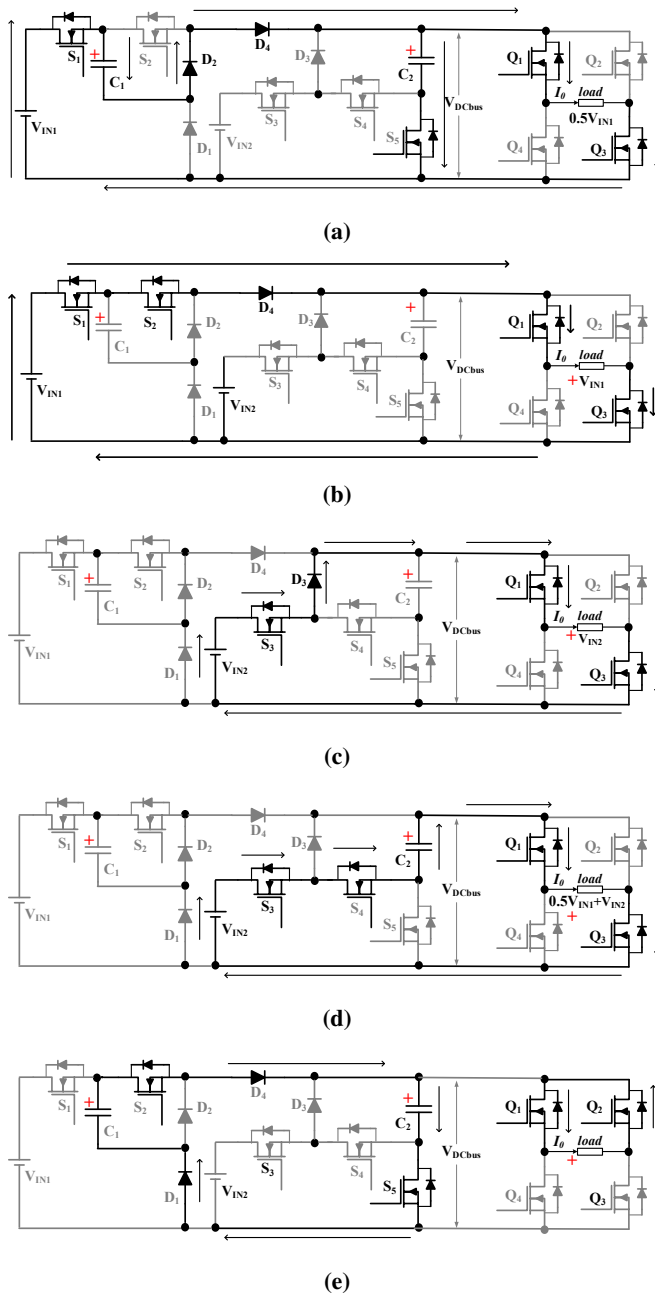 S1 + C1 S2 D2 D4 D3 + C2 Q1 Q2
VIN1 D1 VIN2 S3 S4 S5 VDCbus I0 load
0.5VIN1
Q4 Q3
(a)
S1 + C1 S2 D2 D4 D3 + C2 Q1 Q2
VIN1 D1 VIN2 S3 S4 S5 VDCbus I0 load
+ VIN1
Q4 Q3
(b)
S1 + C1 S2 D2 D4 D3 + C2 Q1 Q2
VIN1 D1 VIN2 S3 S4 S5 VDCbus I0 load
+ VIN2
Q4 Q3
(c)
S1 + C1 S2 D2 D4 D3 + C2 Q1 Q2
VIN1 D1 VIN2 S3 S4 S5 VDCbus I0 load
0.5VIN1+VIN2
+
Q4 Q3
(d)
S1 + C1 S2 D2 D4 D3 + C2 Q1 Q2
VIN1 D1 VIN2 S3 S4 S5 VDCbus I0 load
+
Q4 Q3
(e)